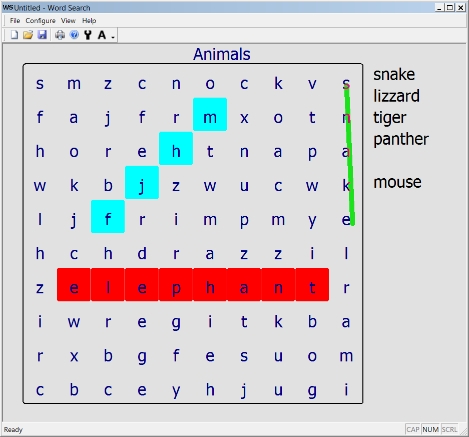 WS Untitled - Word Search
File Configure View Help
A
Animals
s m z c n o c k v s
f a j f r m x o t n
h o r e h t n a p a
w k b j z w u c w k
l j f r i m p m y e
h c h d r a z z i l
z e l e p h a n t r
i w r e g i t k b a
r x b g f e s u o m
c b c e y h j u g i
snake
lizzard
tiger
panther
mouse
Ready
CAP NUM SCRL